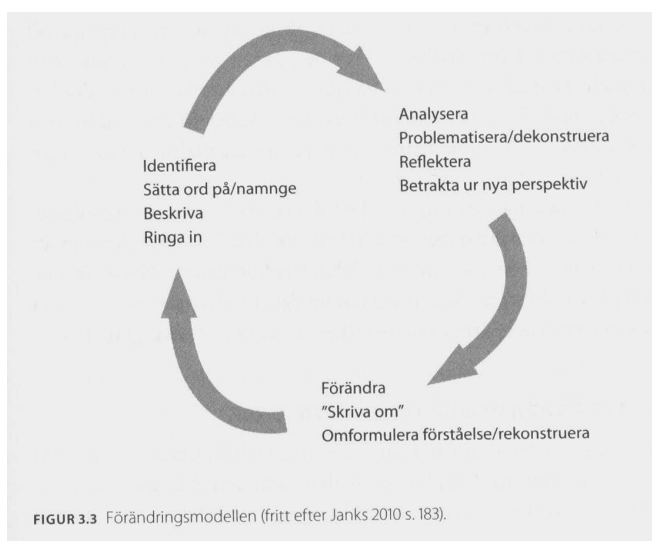 Identifiera
Sätta ord på/namnge
Beskriva
Ringa in
Analysera
Problematisera/dekonstruera
Reflektera
Betrakta ur nya perspektiv
Förändra
"Skriva om"
Omformulera förståelse/rekonstruera
FIGUR 3.3 Förändringsmodellen (fritt efter Janks 2010 s. 183).